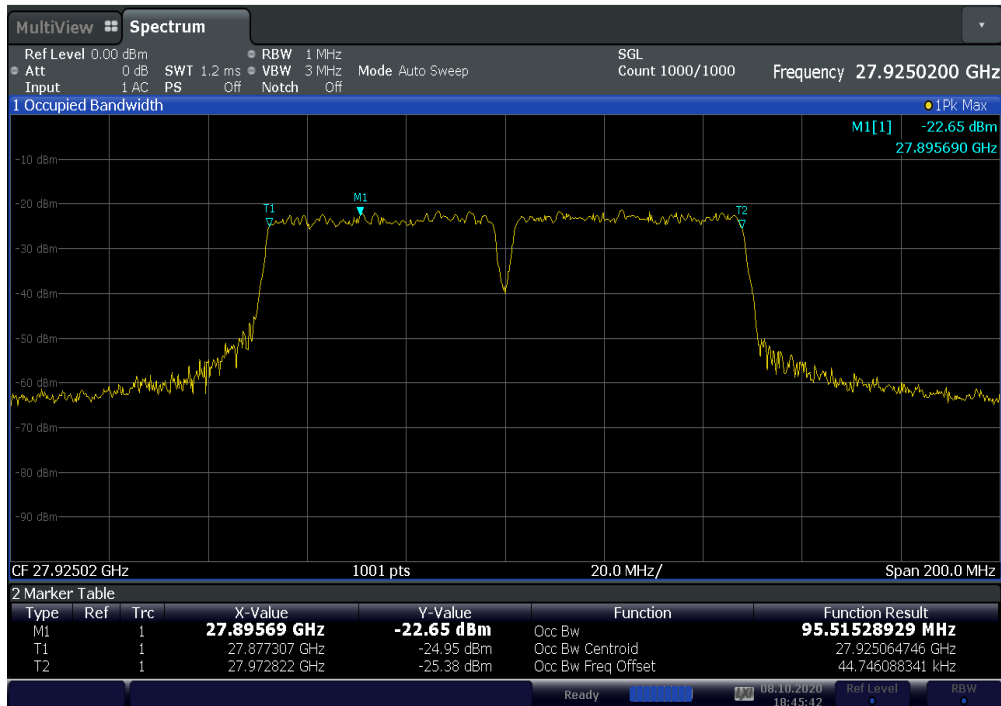 MultiView Spectrum
Ref Level 0.00 dBm RBW 1 MHz SGL
Att 0 dB SWT 1.2 ms VBW 3 MHz Mode Auto Sweep Count 1000/1000 Frequency 27.9250200 GHz
Input 1 AC PS Off Notch Off
1 Occupied Bandwidth 1Pk Max
M1[1] -22.65 dBm
27.895690 GHz
-10 dBm
-20 dBm
M1
T1
T2
-30 dBm
-40 dBm
-50 dBm
-60 dBm
-70 dBm
-80 dBm
-90 dBm
CF 27.92502 GHz 1001 pts 20.0 MHz/ Span 200.0 MHz
2 Marker Table
Type Ref Trc X-Value Y-Value Function Function Result
M1 1 27.89569 GHz -22.65 dBm Occ Bw 95.51528929 MHz
T1 1 27.877307 GHz -24.95 dBm Occ Bw Centroid 27.925064746 GHz
T2 1 27.972822 GHz -25.38 dBm Occ Bw Freq Offset 44.746088341 kHz
Ready 08.10.2020 Ref Level RBW
18:45:42